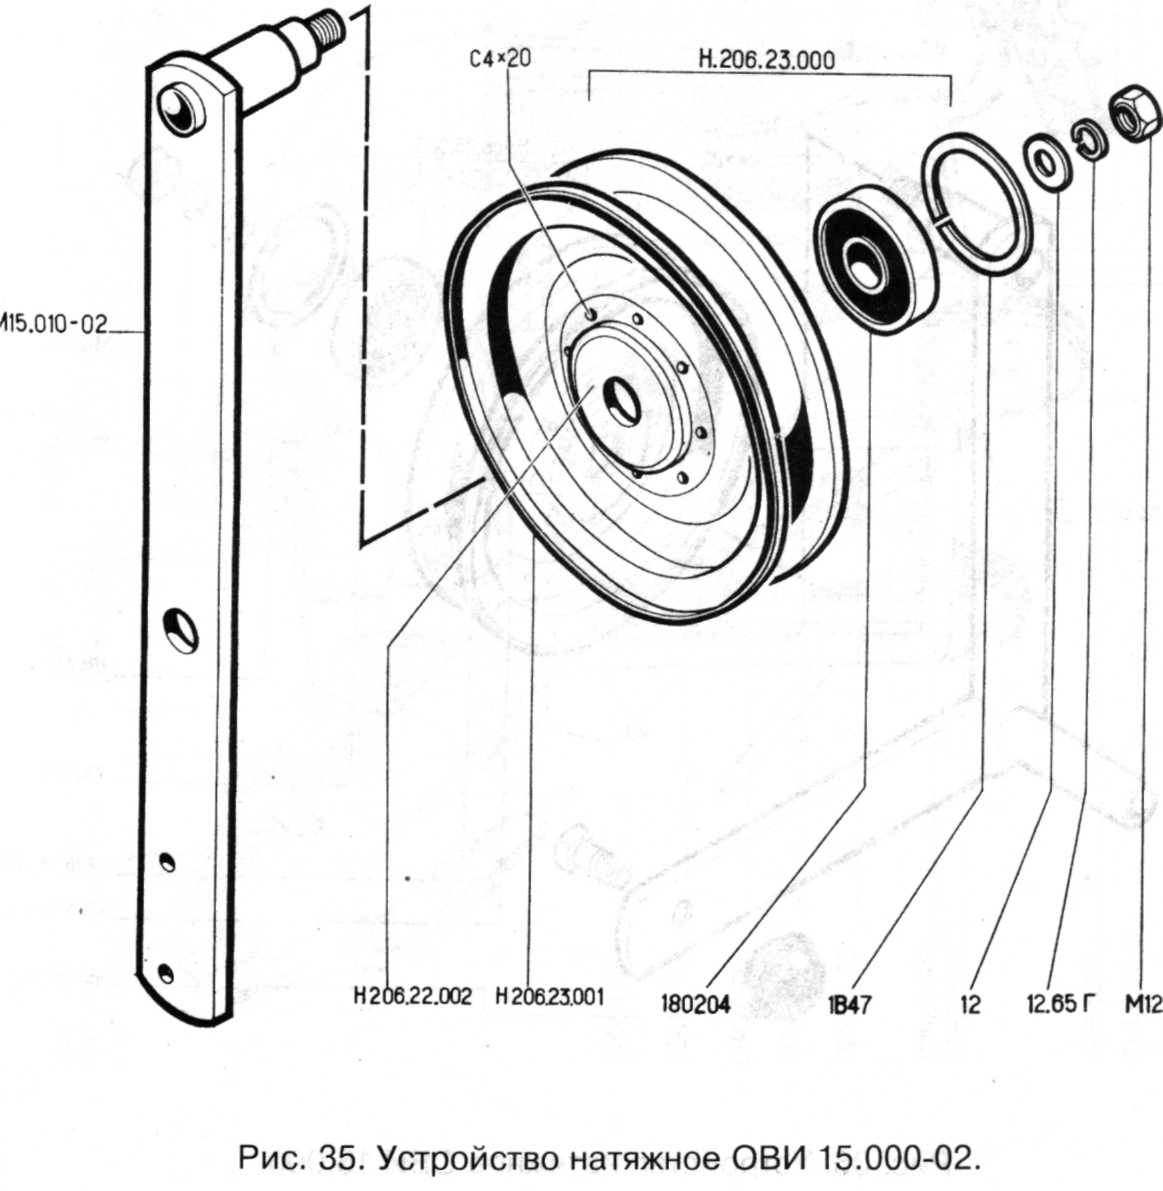 С4×20
Н.206.23.000
И15.010-02
Н206.22.002
Н206.23.001
180204
1В47
12
12.65 Г
М12
Рис. 35. Устройство натяжное ОВИ 15.000-02.